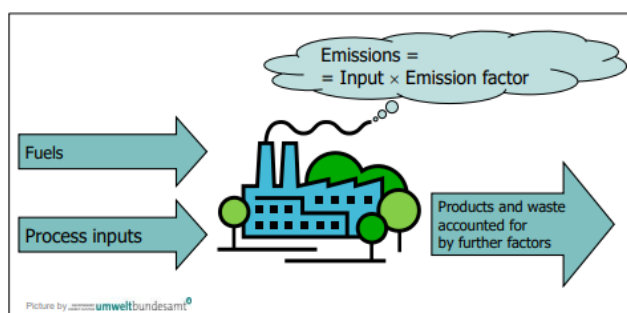 Emissions =
= Input × Emission factor
Fuels
Process inputs
Products and waste
accounted for
by further factors
Picture by umweltbundesamt